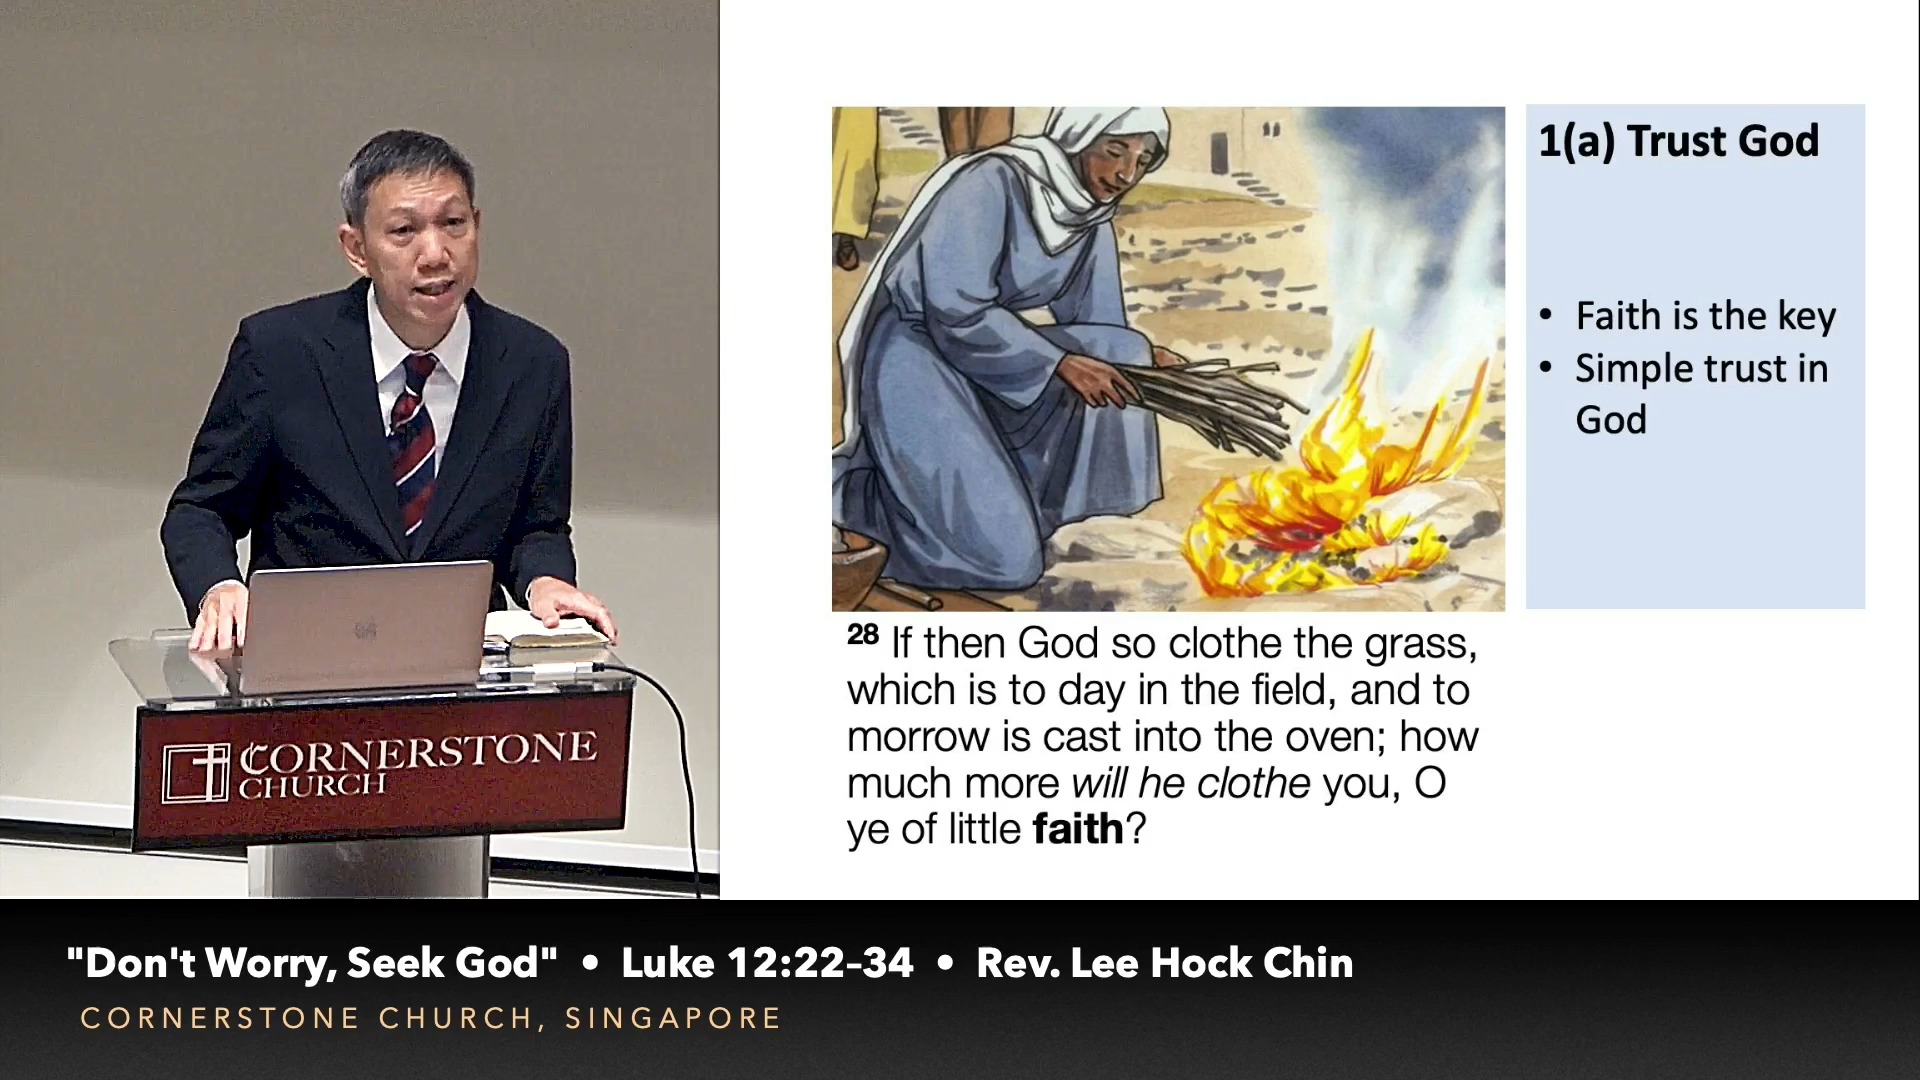 1(a) Trust God
• Faith is the key
• Simple trust in
God
28 If then God so clothe the grass,
which is to day in the field, and to
morrow is cast into the oven; how
much more will he clothe you, O
ye of little faith?
CORNERSTONE
CHURCH
"Don't Worry, Seek God" • Luke 12:22–34 • Rev. Lee Hock Chin
CORNERSTONE CHURCH, SINGAPORE